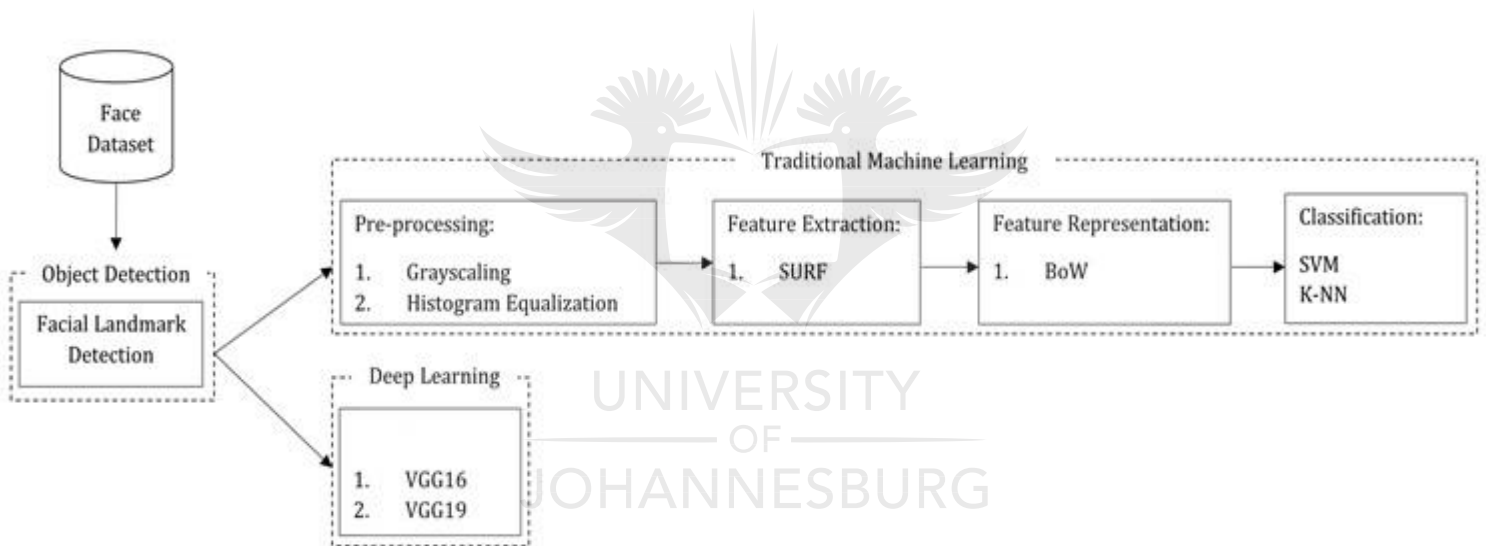 Face
Dataset
Object Detection
Facial Landmark
Detection
Traditional Machine Learning
Pre-processing:
1. Grayscaling
2. Histogram Equalization
Feature Extraction:
1. SURF
Feature Representation:
1. BoW
Classification:
SVM
K-NN
Deep Learning
1. VGG16
2. VGG19
UNIVERSITY
OF
JOHANNESBURG